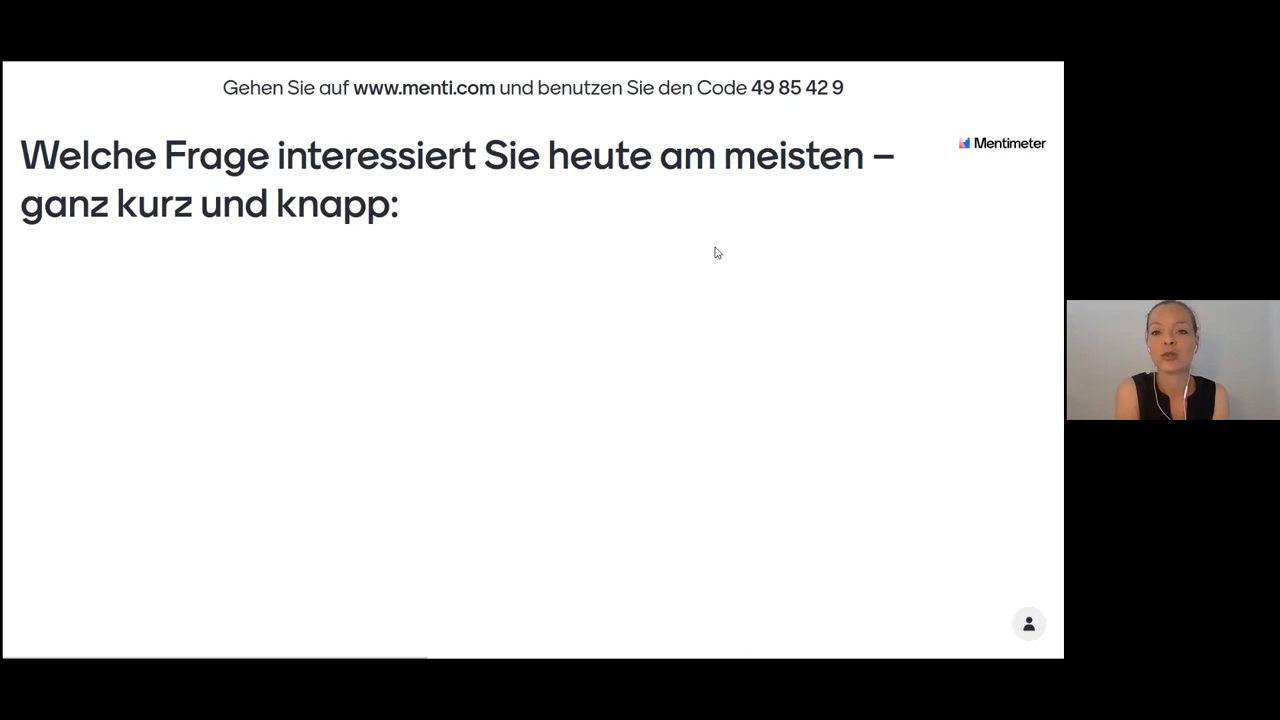 Gehen Sie auf www.menti.com und benutzen Sie den Code 49 85 42 9
Welche Frage interessiert Sie heute am meisten –
ganz kurz und knapp:
Mentimeter